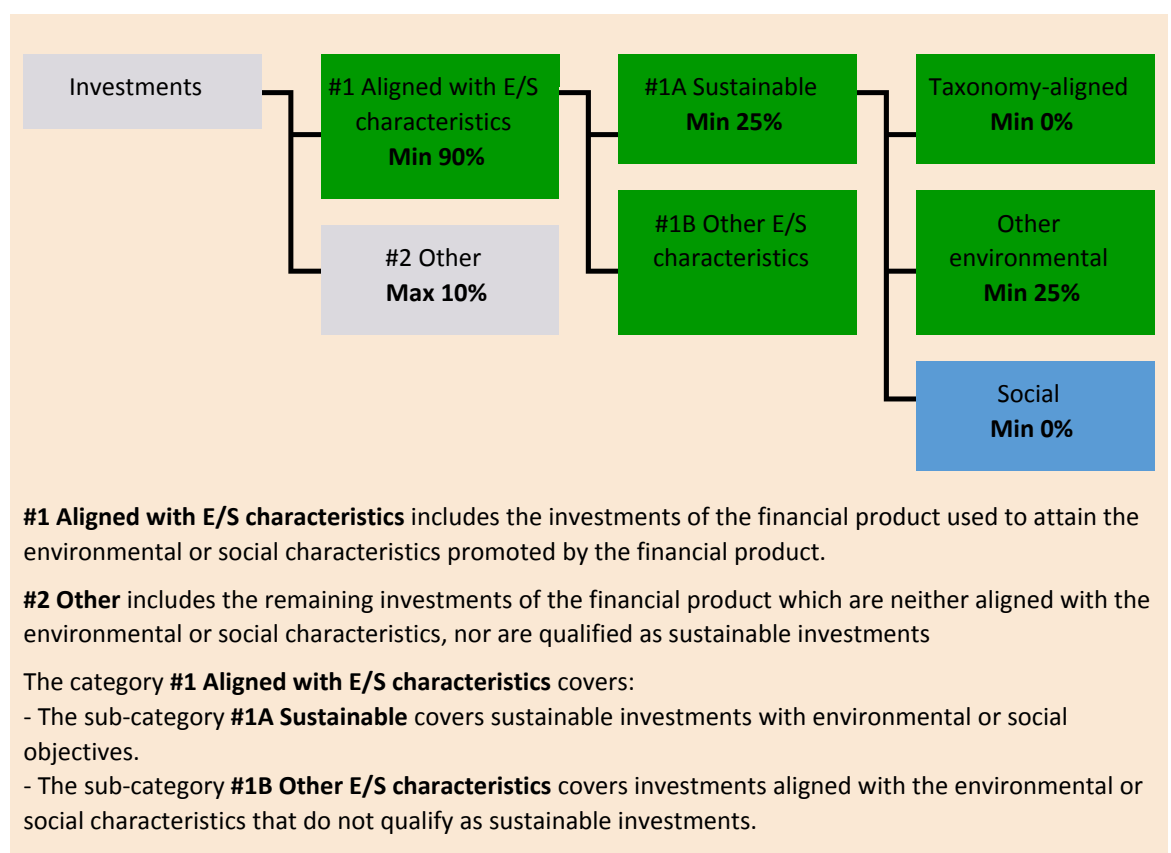 Investments
#1 Aligned with E/S
characteristics
Min 90%
#2 Other
Max 10%
#1A Sustainable
Min 25%
#1B Other E/S
characteristics
Taxonomy-aligned
Min 0%
Other
environmental
Min 25%
Social
Min 0%
#1 Aligned with E/S characteristics includes the investments of the financial product used to attain the
environmental or social characteristics promoted by the financial product.
#2 Other includes the remaining investments of the financial product which are neither aligned with the
environmental or social characteristics, nor are qualified as sustainable investments
The category #1 Aligned with E/S characteristics covers:
- The sub-category #1A Sustainable covers sustainable investments with environmental or social
objectives.
- The sub-category #1B Other E/S characteristics covers investments aligned with the environmental or
social characteristics that do not qualify as sustainable investments.